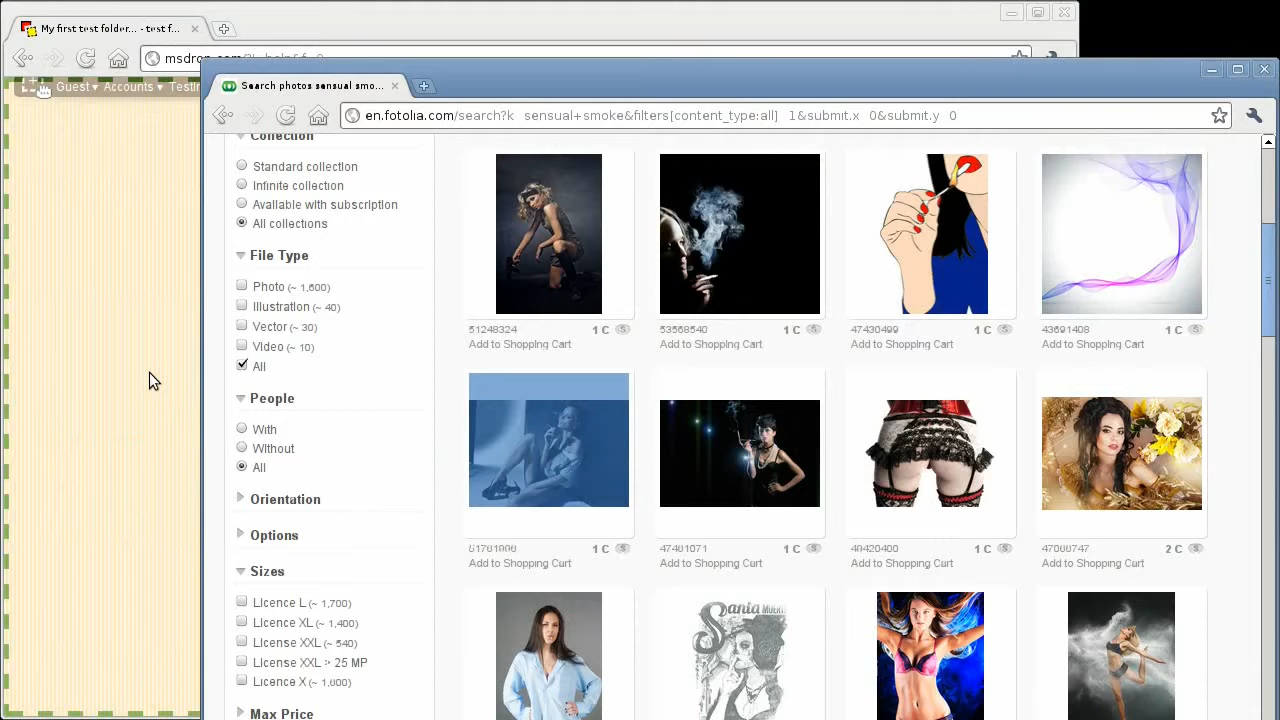 My first test folder... - test f...
Guest ▾ Accounts ▾
Search photos sensual smo...
en.fotolia.com/search?k sensual+smoke&filters[content_type:all] 1&submit.x 0&submit.y 0
Collection
Standard collection
Infinite collection
Available with subscription
All collections
File Type
Photo (~ 1,600)
Illustration (~ 40)
Vector (~ 30)
Video (~ 10)
All
People
With
Without
All
Orientation
Options
Sizes
Licence L (~ 1,700)
Licence XL (~ 1,400)
License XXL (~ 540)
License XXL > 25 MP
Licence X (~ 1,800)
Max Price
51248324 1 C S
Add to Shopping Cart
53568540 1 C S
Add to Shopping Cart
47430499 1 C S
Add to Shopping Cart
43691408 1 C S
Add to Shopping Cart
1 C S
Add to Shopping Cart
47401071 1 C S
Add to Shopping Cart
1 C S
Add to Shopping Cart
2 C S
Add to Shopping Cart
Santa MUERTE